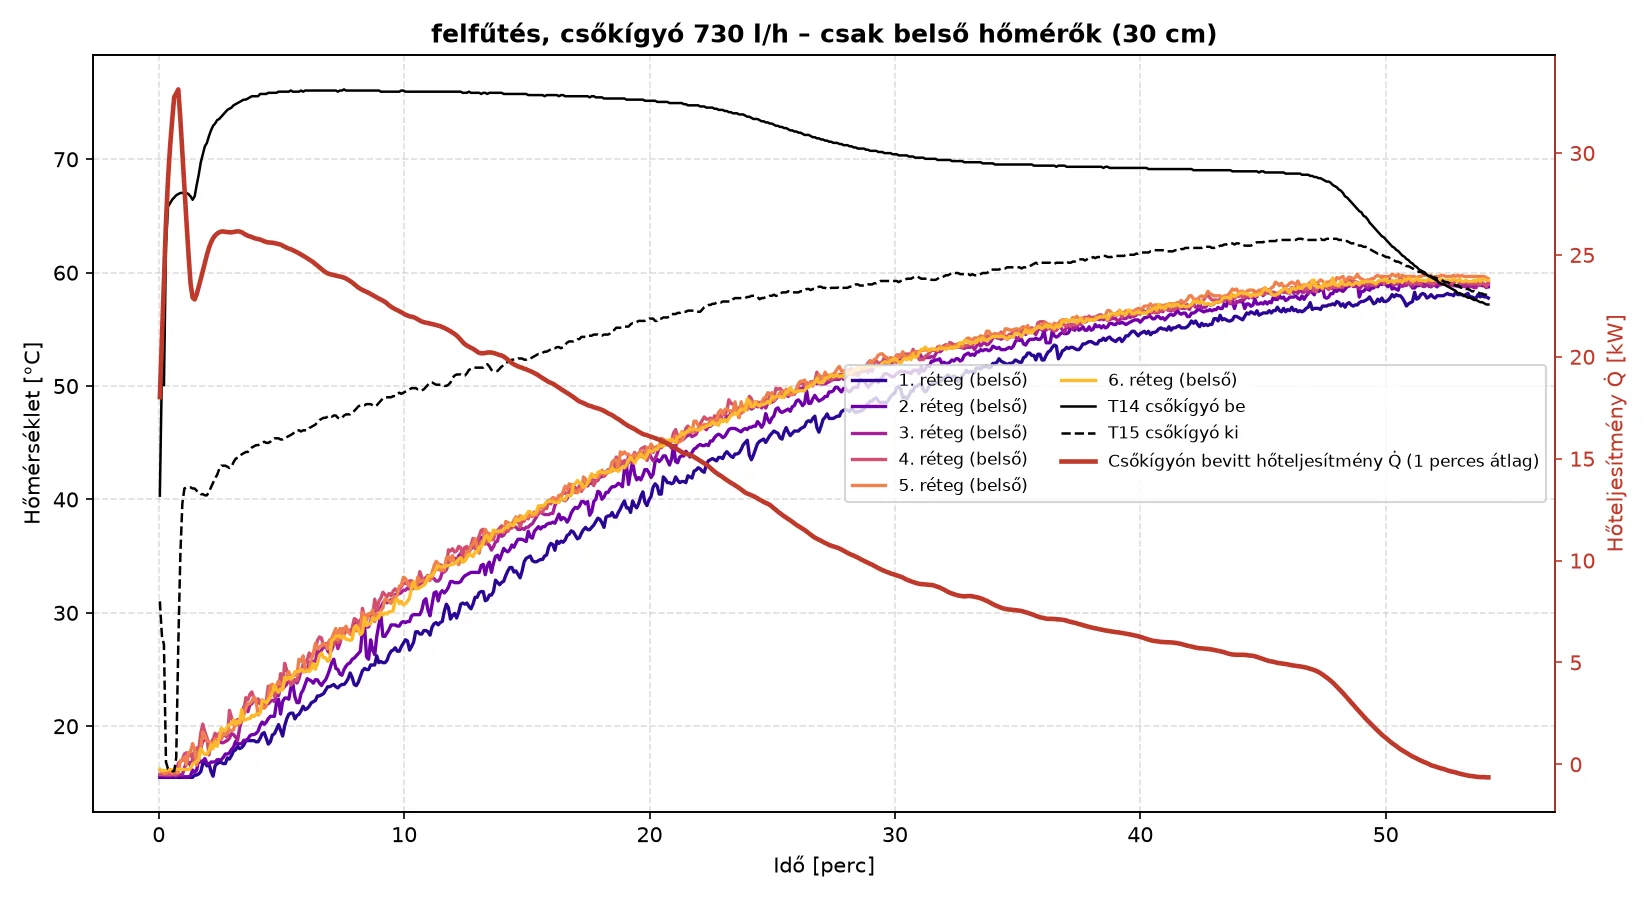 felfűtés, csőkígyó 730 l/h – csak belső hőmérők (30 cm)
Hőmérséklet [°C]
70
60
50
40
30
20
0
10
20
30
40
50
Idő [perc]
30
25
20
15
10
5
0
Hőteljesítmény Q̇ [kW]
1. réteg (belső)
2. réteg (belső)
3. réteg (belső)
4. réteg (belső)
5. réteg (belső)
6. réteg (belső)
T14 csőkígyó be
T15 csőkígyó ki
Csőkígyón bevitt hőteljesítmény Q̇ (1 perces átlag)